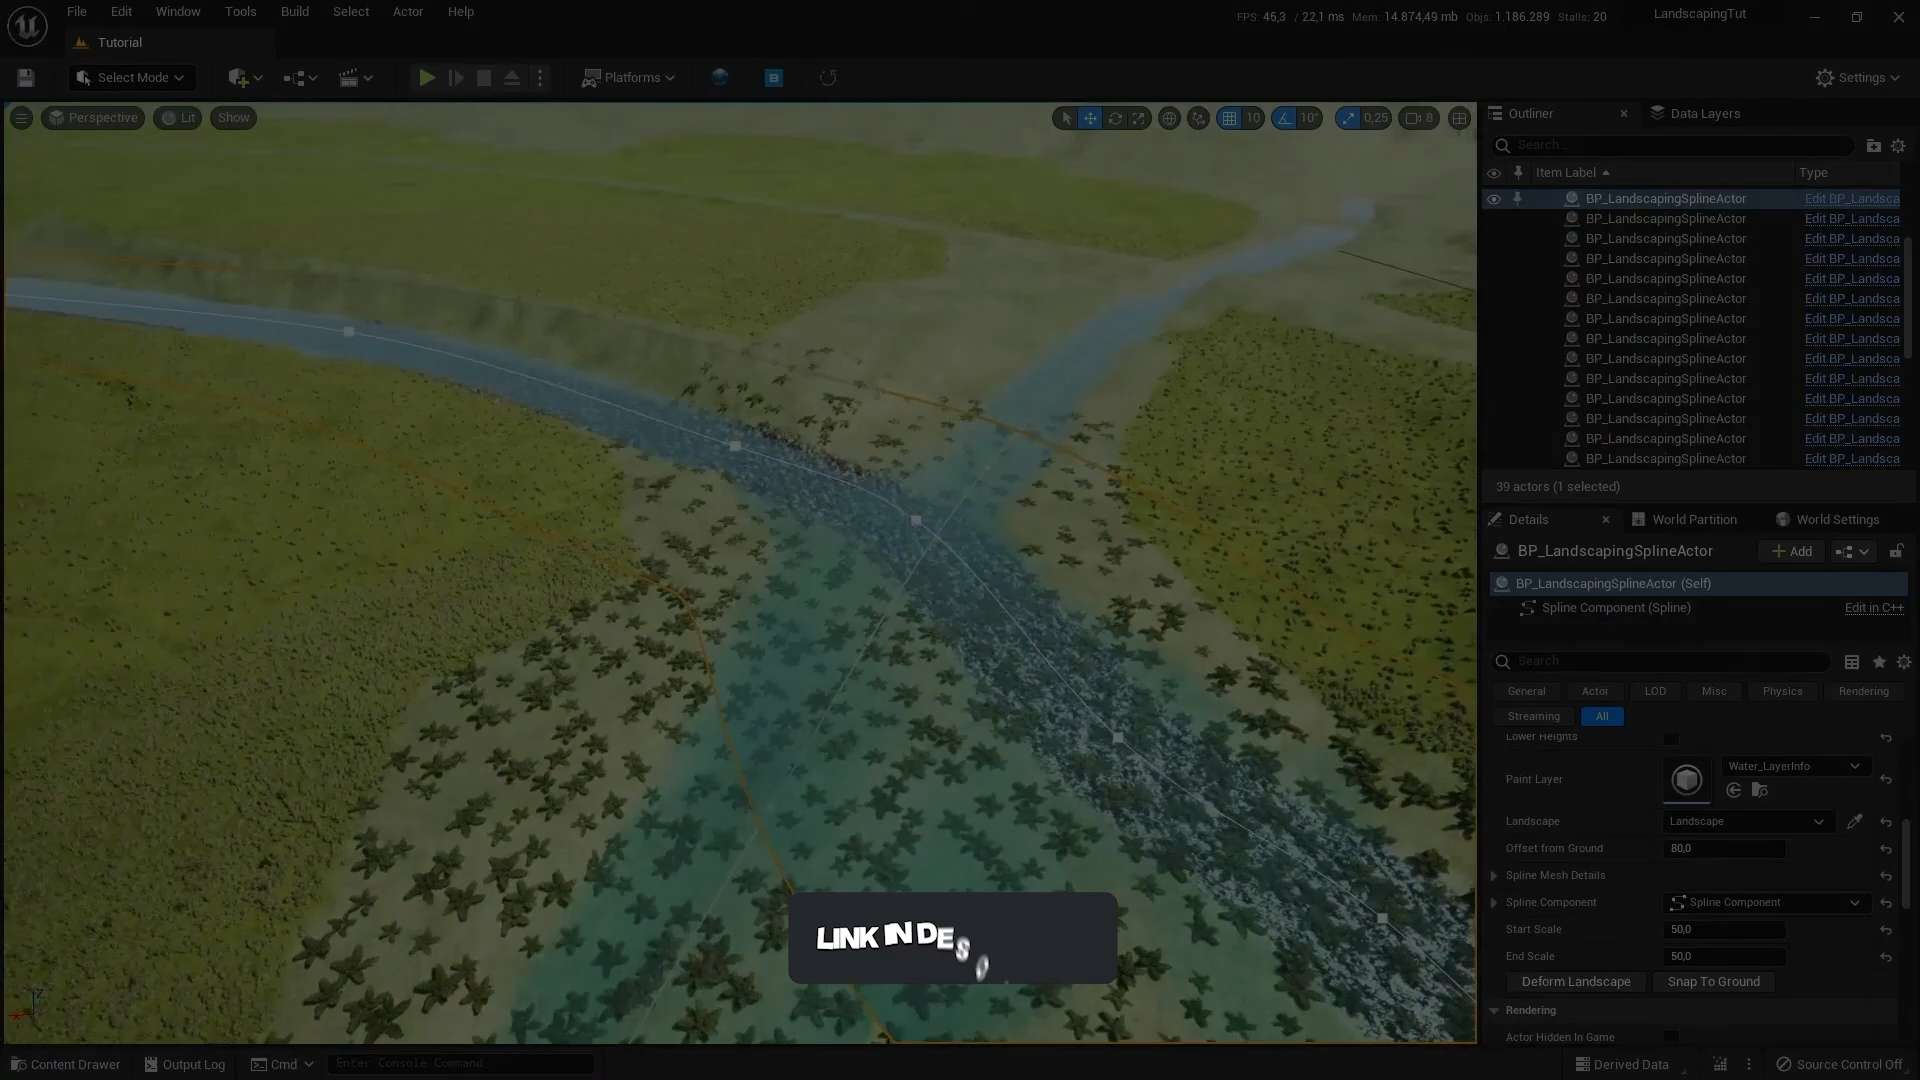 File Edit Window Tools Build Select Actor Help
FPS: 45,3 / 22,1 ms Mem: 14.874,49 mb Objs: 1.186.289 Stalls: 20
LandscapingTut
Tutorial
Select Mode
Platforms
Settings
Perspective Lit Show
10 10° 0,25 8
Outliner Data Layers
Search...
Item Label Type
BP_LandscapingSplineActor Edit BP_Landsca
BP_LandscapingSplineActor Edit BP_Landsca
BP_LandscapingSplineActor Edit BP_Landsca
BP_LandscapingSplineActor Edit BP_Landsca
BP_LandscapingSplineActor Edit BP_Landsca
BP_LandscapingSplineActor Edit BP_Landsca
BP_LandscapingSplineActor Edit BP_Landsca
BP_LandscapingSplineActor Edit BP_Landsca
BP_LandscapingSplineActor Edit BP_Landsca
BP_LandscapingSplineActor Edit BP_Landsca
BP_LandscapingSplineActor Edit BP_Landsca
BP_LandscapingSplineActor Edit BP_Landsca
BP_LandscapingSplineActor Edit BP_Landsca
BP_LandscapingSplineActor Edit BP_Landsca
39 actors (1 selected)
Details World Partition World Settings
BP_LandscapingSplineActor Add
BP_LandscapingSplineActor (Self)
Spline Component (Spline) Edit in C++
Search
General Actor LOD Misc Physics Rendering
Streaming All
Lower Heights
Paint Layer Water_LayerInfo
Landscape Landscape
Offset from Ground 80,0
Spline Mesh Details
Spline Component Spline Component
Start Scale 50,0
End Scale 50,0
Deform Landscape Snap To Ground
Rendering
Actor Hidden In Game
LINK IN DES
Content Drawer Output Log Cmd Enter Console Command
Derived Data Source Control Off